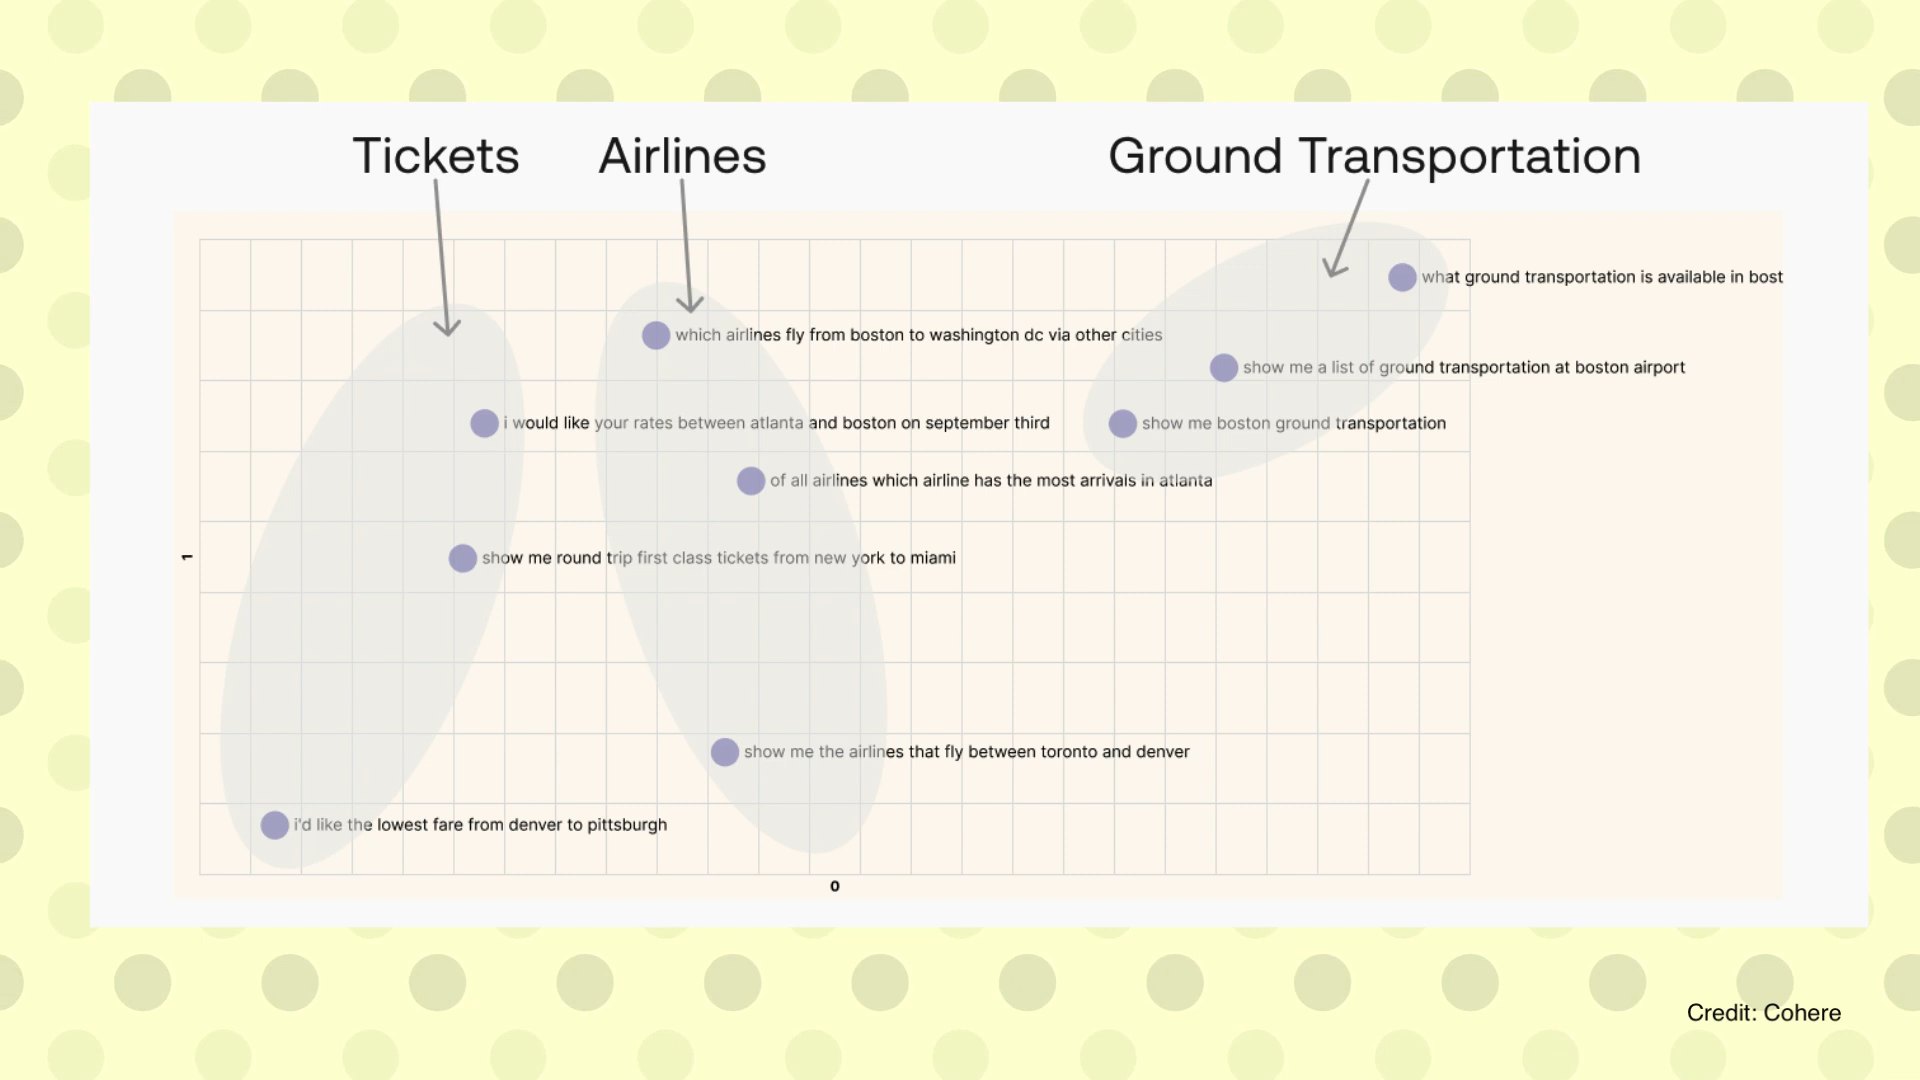 Tickets
Airlines
Ground Transportation
what ground transportation is available in bost
which airlines fly from boston to washington dc via other cities
show me a list of ground transportation at boston airport
i would like your rates between atlanta and boston on september third
show me boston ground transportation
of all airlines which airline has the most arrivals in atlanta
1
show me round trip first class tickets from new york to miami
show me the airlines that fly between toronto and denver
i'd like the lowest fare from denver to pittsburgh
0
Credit: Cohere